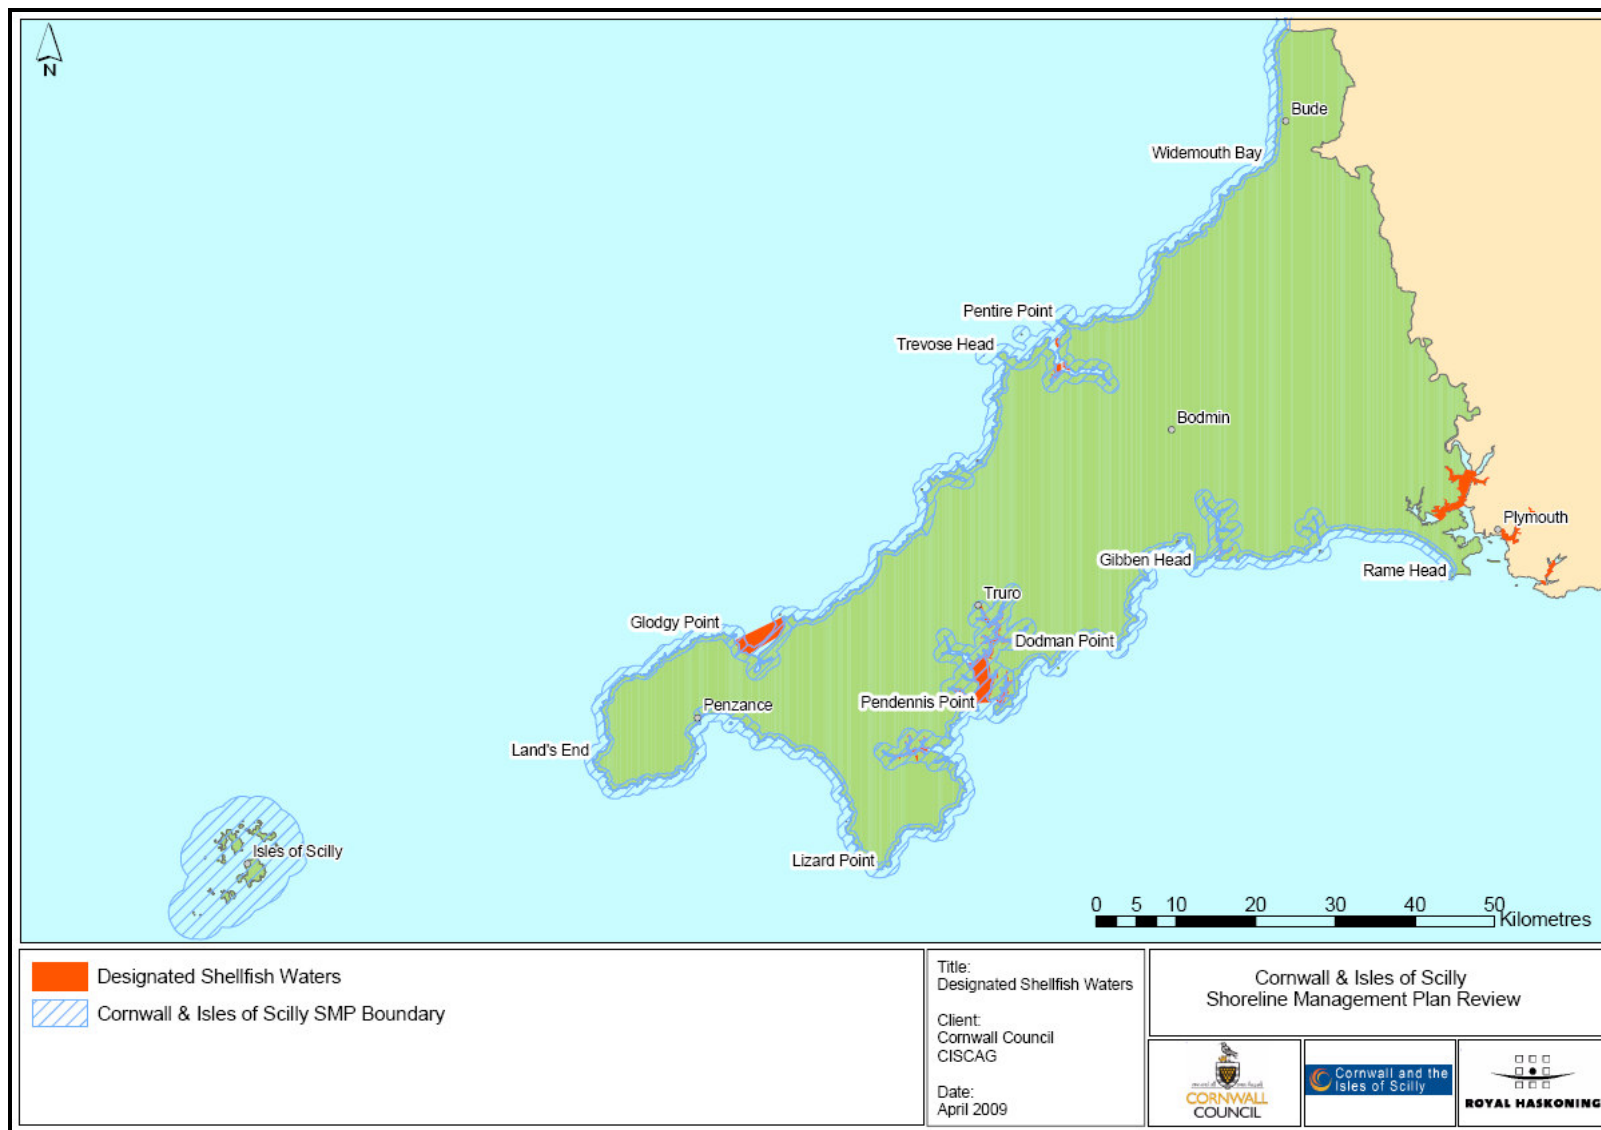 N
Bude
Widemouth Bay
Pentire Point
Trevose Head
Bodmin
Plymouth
Gibben Head
Rame Head
Truro
Glodgy Point
Dodman Point
Pendennis Point
Penzance
Land's End
Isles of Scilly
Lizard Point
0 5 10 20 30 40 50
Kilometres
Designated Shellfish Waters
Cornwall & Isles of Scilly SMP Boundary
Title:
Designated Shellfish Waters
Client:
Cornwall Council
CISCAG
Date:
April 2009
Cornwall & Isles of Scilly
Shoreline Management Plan Review
CORNWALL
COUNCIL
Cornwall and the
Isles of Scilly
ROYAL HASKONING